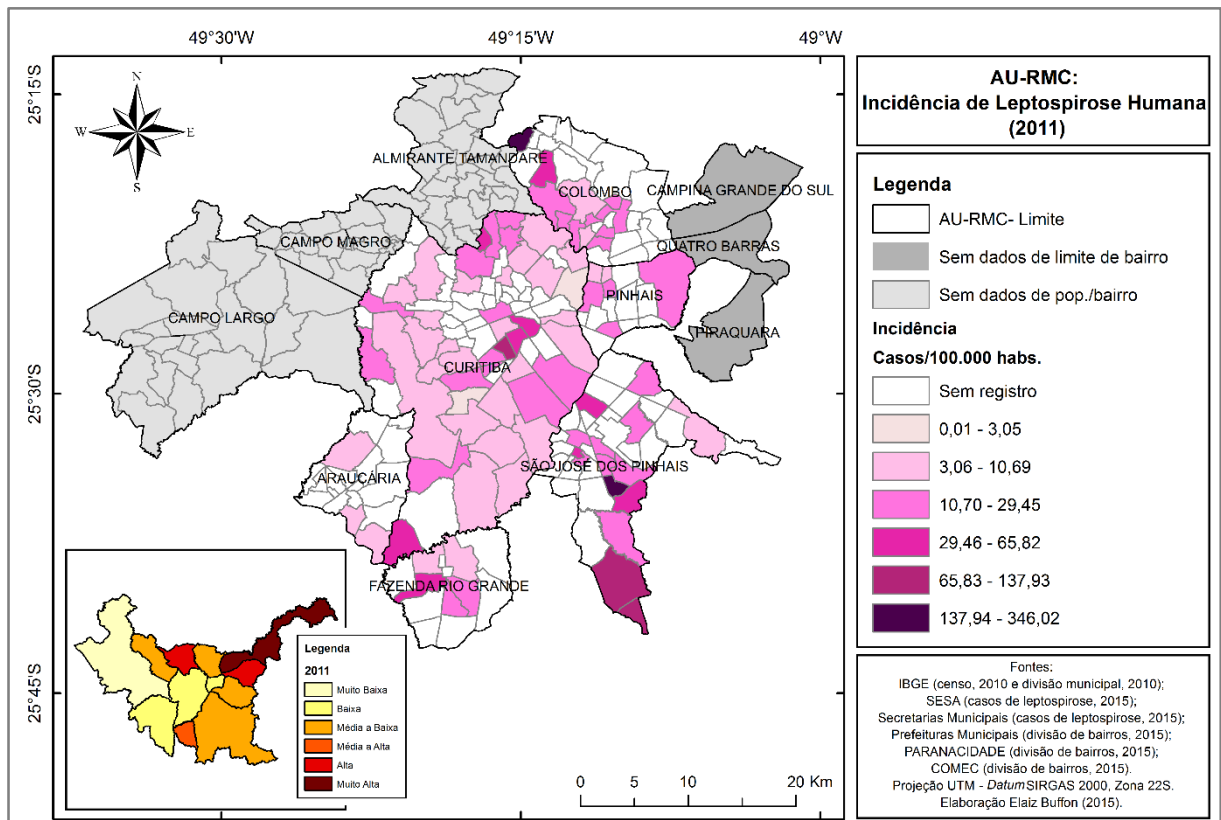 49°30'W
49°15'W
49°W
25°15'S
25°30'S
25°45'S
N
W
E
S
ALMIRANTE TAMANDARÉ
COLOMBO
CAMPINA GRANDE DO SUL
CAMPO MAGRO
QUATRO BARRAS
PINHAIS
CAMPO LARGO
PIRAQUARA
CURITIBA
SÃO JOSÉ DOS PINHAIS
ARAUCÁRIA
FAZENDA RIO GRANDE
Legenda
2011
Muito Baixa
Baixa
Média a Baixa
Média a Alta
Alta
Muito Alta
0 5 10 20 Km
AU-RMC:
Incidência de Leptospirose Humana
(2011)
Legenda
AU-RMC- Limite
Sem dados de limite de bairro
Sem dados de pop./bairro
Incidência
Casos/100.000 habs.
Sem registro
0,01 - 3,05
3,06 - 10,69
10,70 - 29,45
29,46 - 65,82
65,83 - 137,93
137,94 - 346,02
Fontes:
IBGE (censo, 2010 e divisão municipal, 2010);
SESA (casos de leptospirose, 2015);
Secretarias Municipais (casos de leptospirose, 2015);
Prefeituras Municipais (divisão de bairros, 2015);
PARANACIDADE (divisão de bairros, 2015);
COMEC (divisão de bairros, 2015).
Projeção UTM - Datum SIRGAS 2000, Zona 22S.
Elaboração Elaiz Buffon (2015).